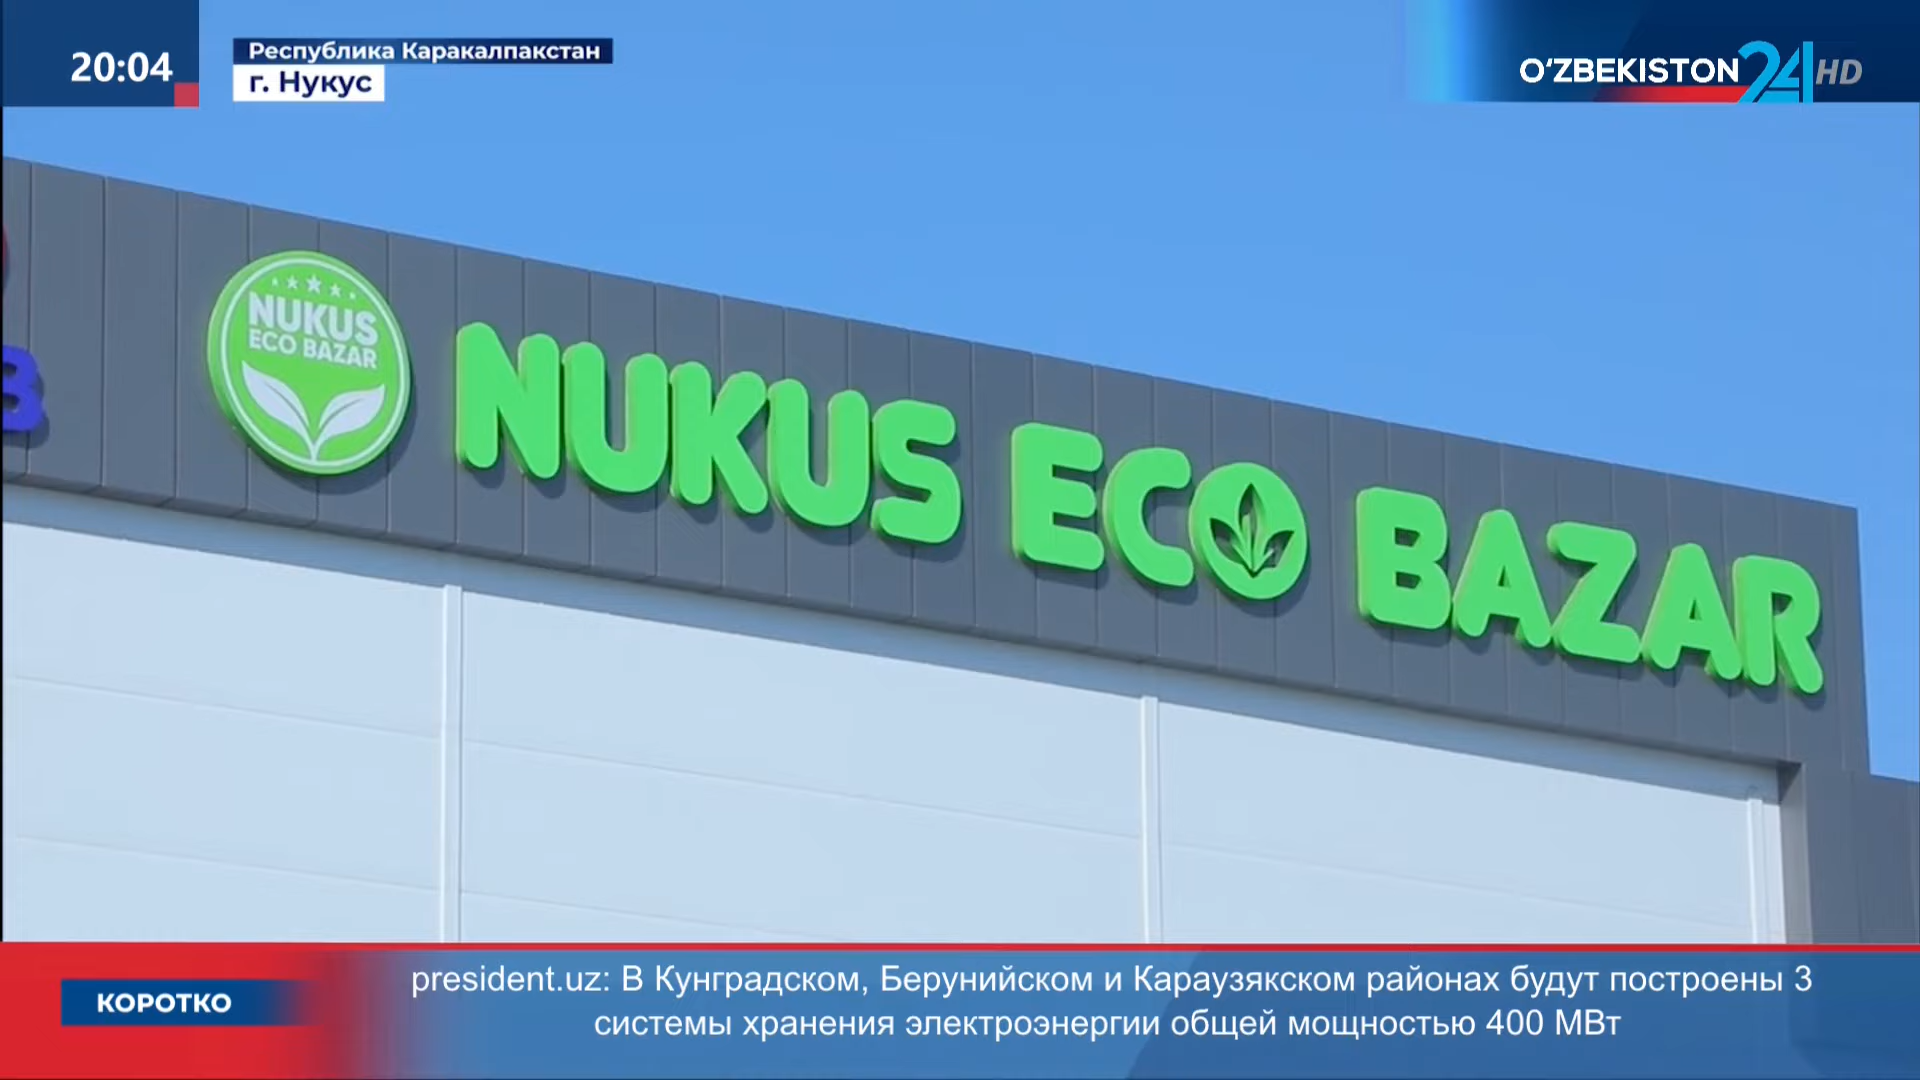 20:04
Республика Каракалпакстан
г. Нукус
O‘ZBEKISTON 24 HD
NUKUS
ECO BAZAR
NUKUS ECO BAZAR
В
КОРОТКО
president.uz: В Кунградском, Берунийском и Караузякском районах будут построены 3
системы хранения электроэнергии общей мощностью 400 МВт